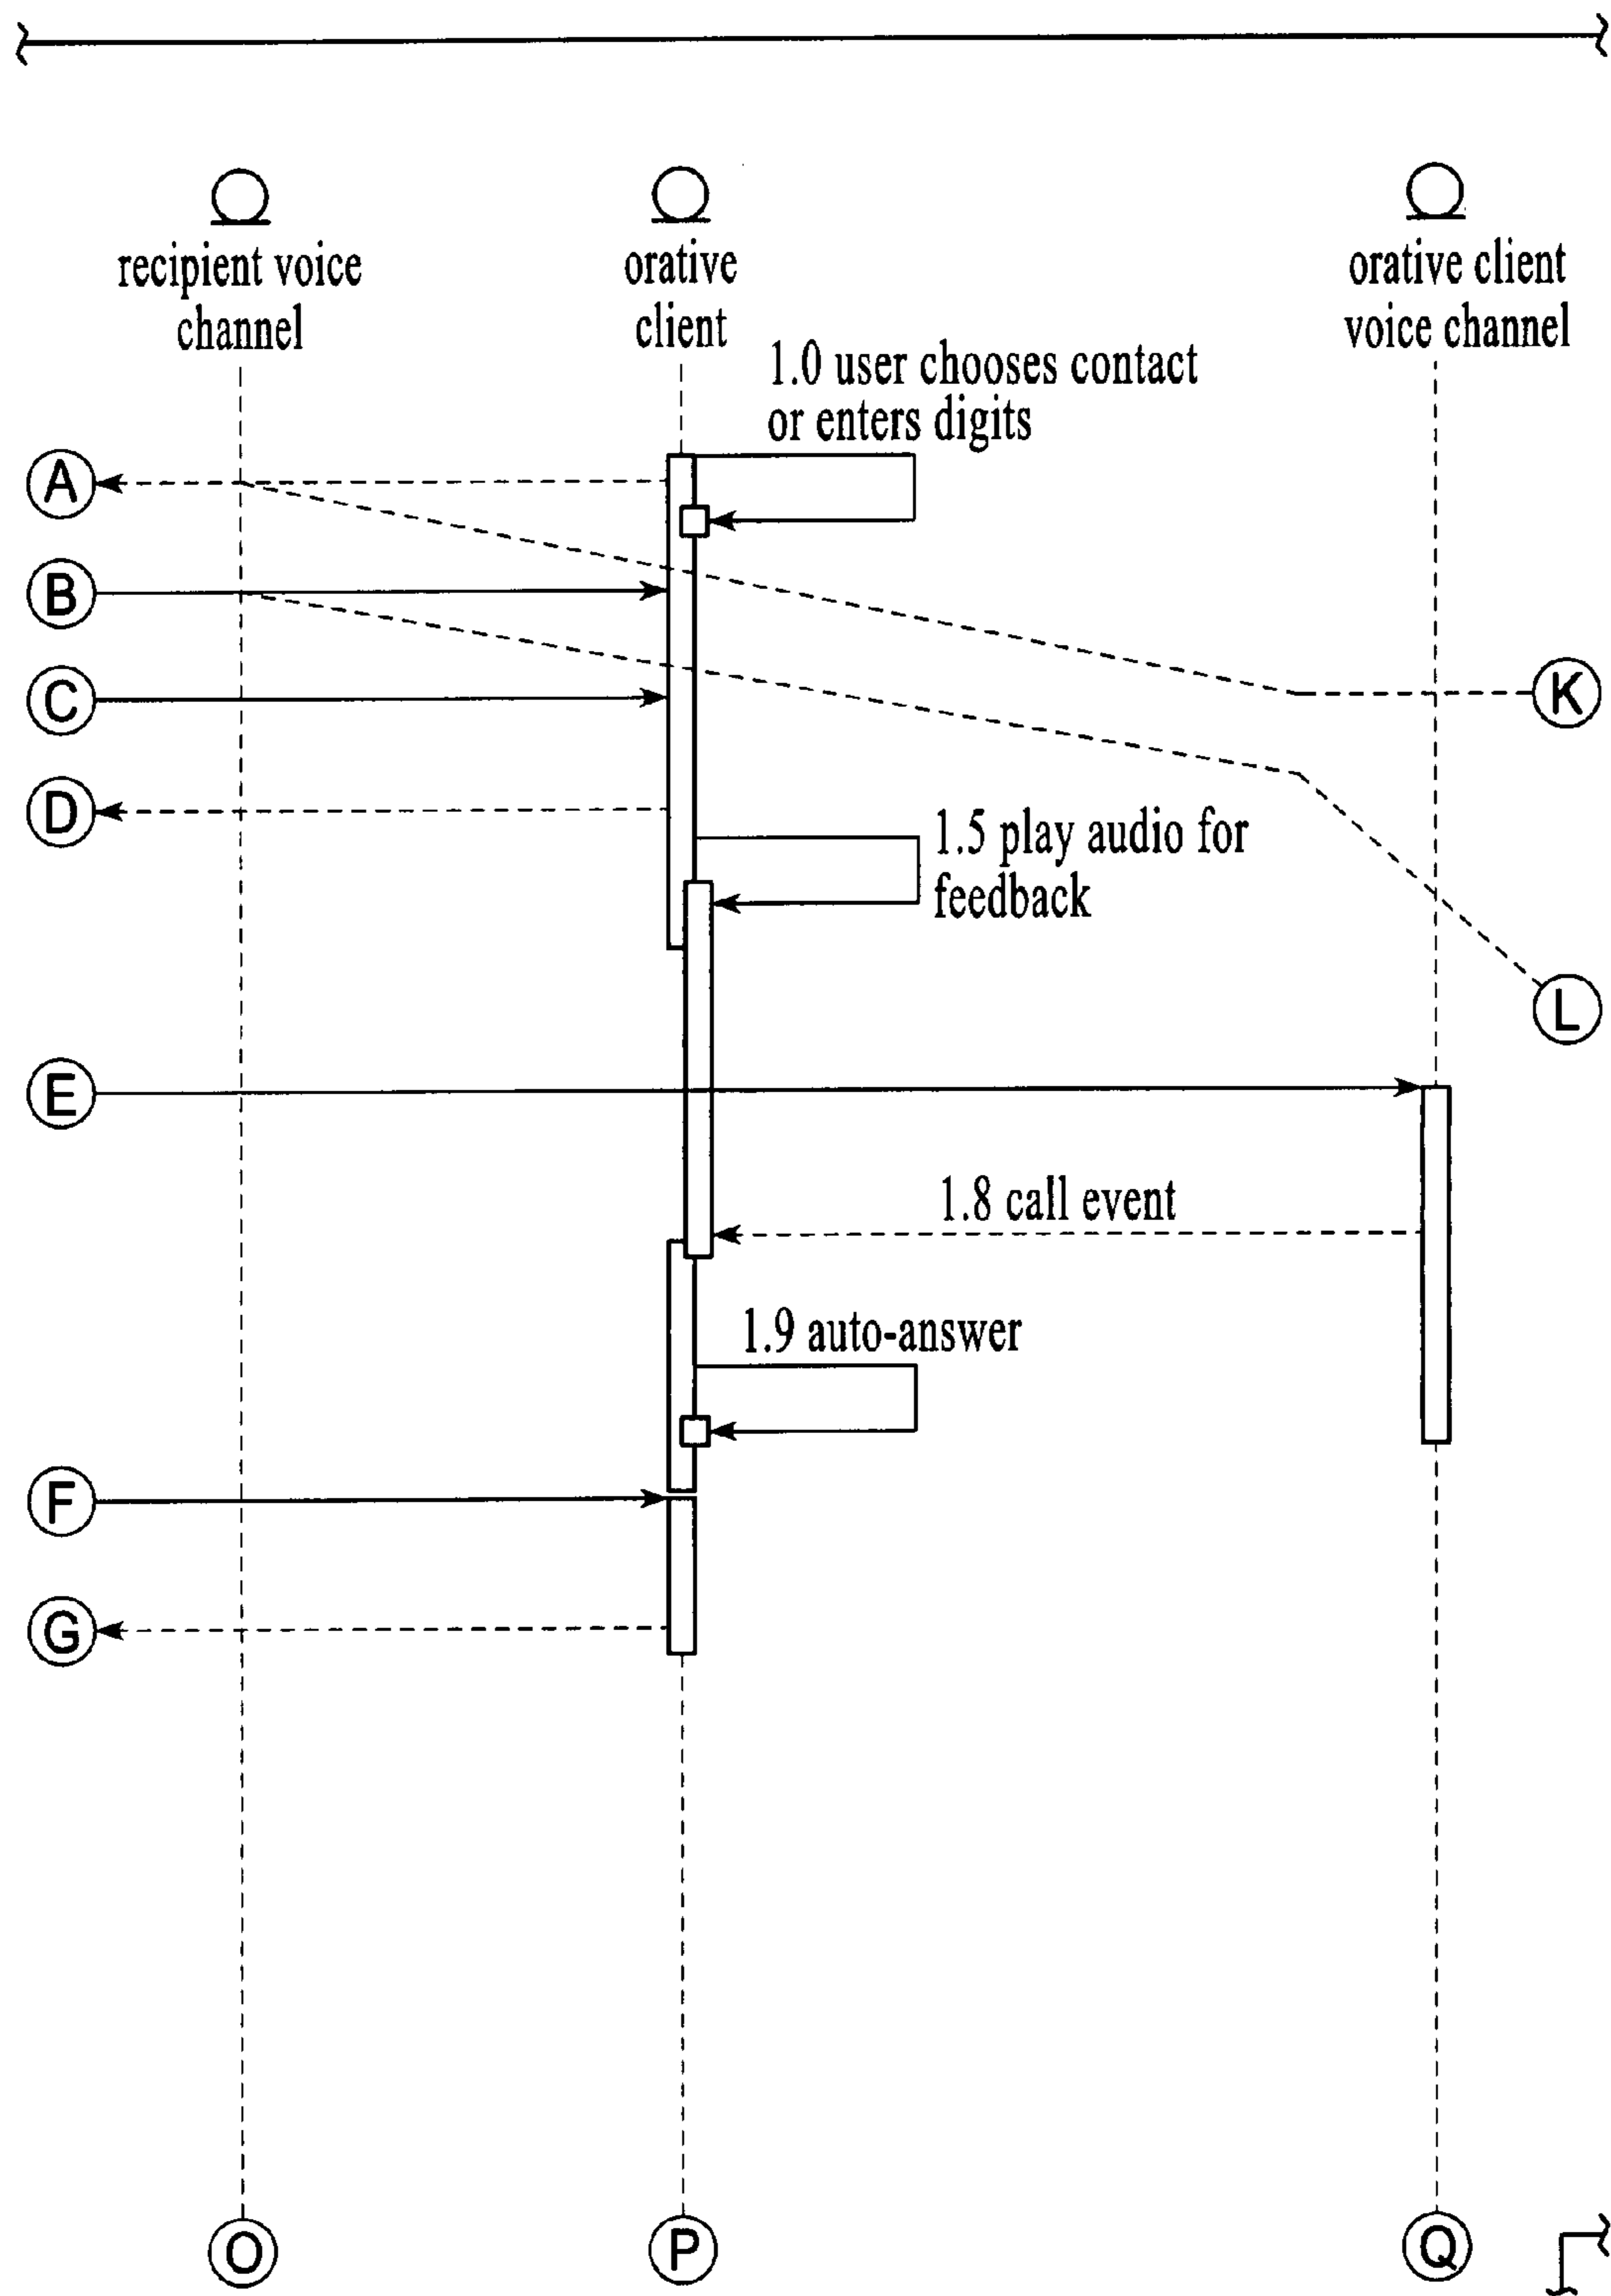 recipient voice
channel
orative
client
orative client
voice channel
1.0 user chooses contact
or enters digits
A
B
C
K
D
1.5 play audio for
feedback
L
E
1.8 call event
1.9 auto-answer
F
G
O
P
Q